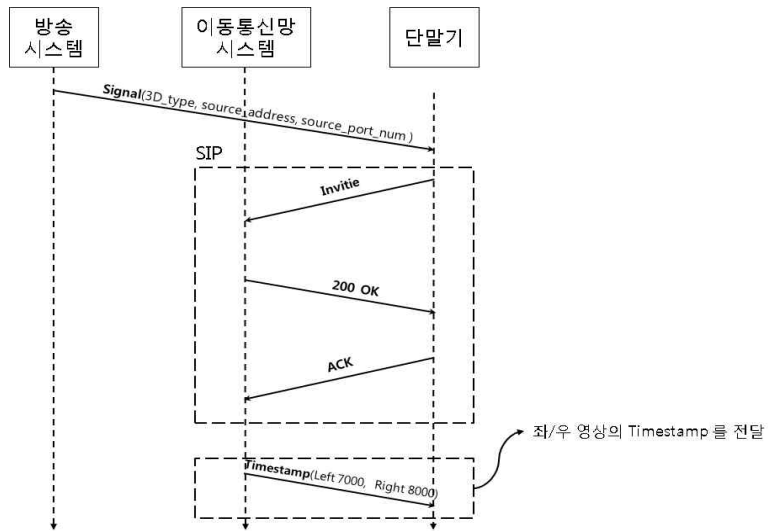 방송
시스템
이동통신망
시스템
단말기
Signal(3D_type, source_address, source_port_num )
SIP
Invitie
200 OK
ACK
좌/우 영상의 Timestamp 를 전달
Timestamp(Left 7000, Right 8000)